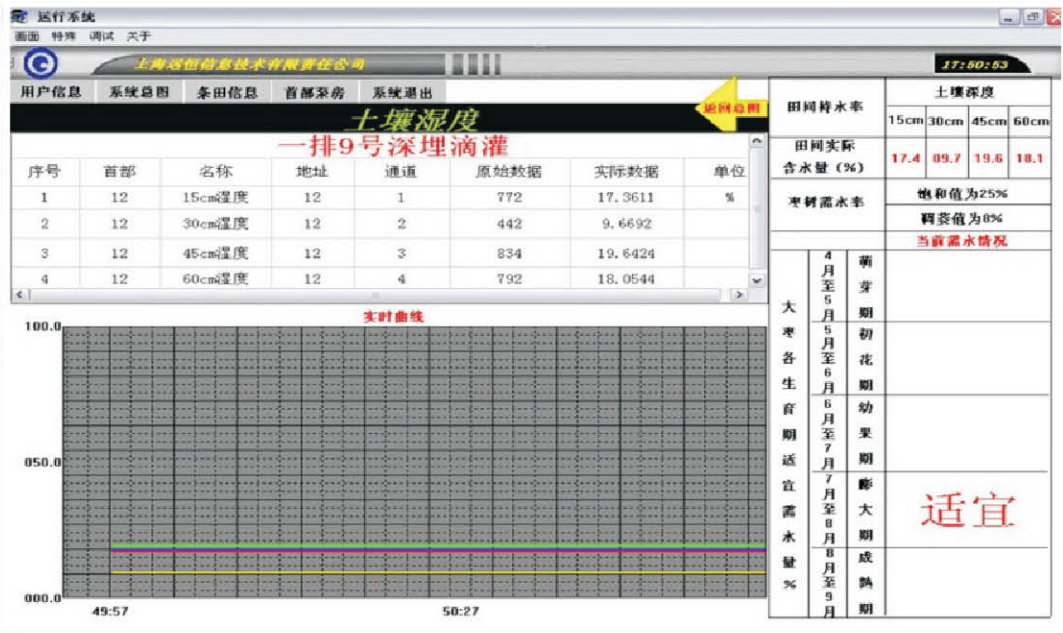 运行系统
画面 特殊 调试 关于
上海远恒信息技术有限责任公司
17:50:53
用户信息 系统总图 条田信息 首部泵房 系统退出
土壤湿度
返回总图
一排9号深埋滴灌
序号 首部 名称 地址 通道 原始数据 实际数据 单位
1 12 15cm湿度 12 1 772 17.3611 %
2 12 30cm湿度 12 2 442 9.6692
3 12 45cm湿度 12 3 834 19.6424
4 12 60cm湿度 12 4 792 18.0544
实时曲线
100.0
050.0
000.0
49:57 50:27
田间持水率 土壤深度
15cm 30cm 45cm 60cm
田间实际含水量(%) 17.4 09.7 19.6 18.1
枣树蓄水率 饱和值为25%
凋萎值为8%
当前蓄水情况
大枣各生育期适宜蓄水量%
4月至5月 萌芽期
5月至6月 初花期
6月至7月 幼果期
7月至8月 膨大期 适宜
8月至9月 成熟期